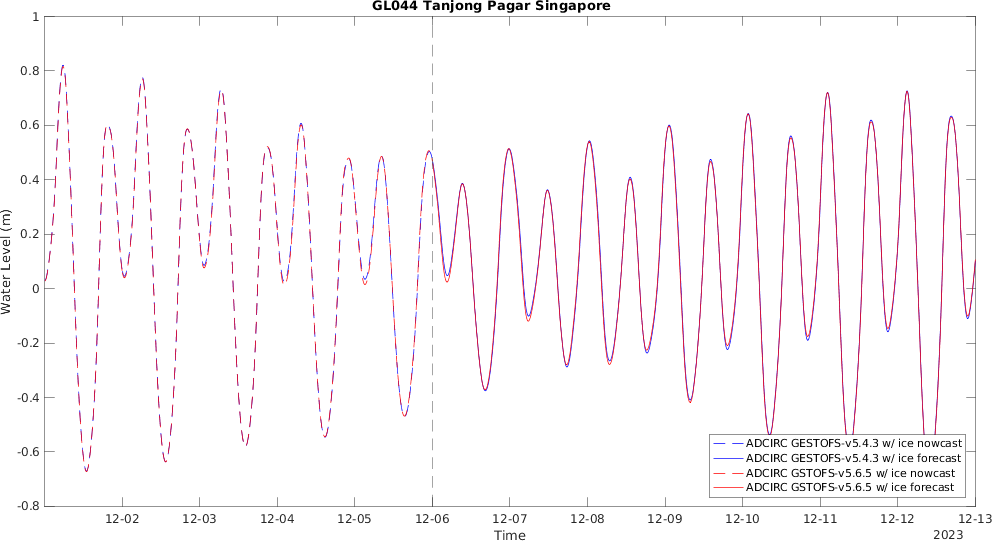 GL044 Tanjong Pagar Singapore
1
0.8
0.6
0.4
0.2
0
-0.2
-0.4
-0.6
-0.8
Water Level (m)
ADCIRC GESTOFS-v5.4.3 w/ ice nowcast
ADCIRC GESTOFS-v5.4.3 w/ ice forecast
ADCIRC GSTOFS-v5.6.5 w/ ice nowcast
ADCIRC GSTOFS-v5.6.5 w/ ice forecast
12-02 12-03 12-04 12-05 12-06 12-07 12-08 12-09 12-10 12-11 12-12 12-13
Time
2023